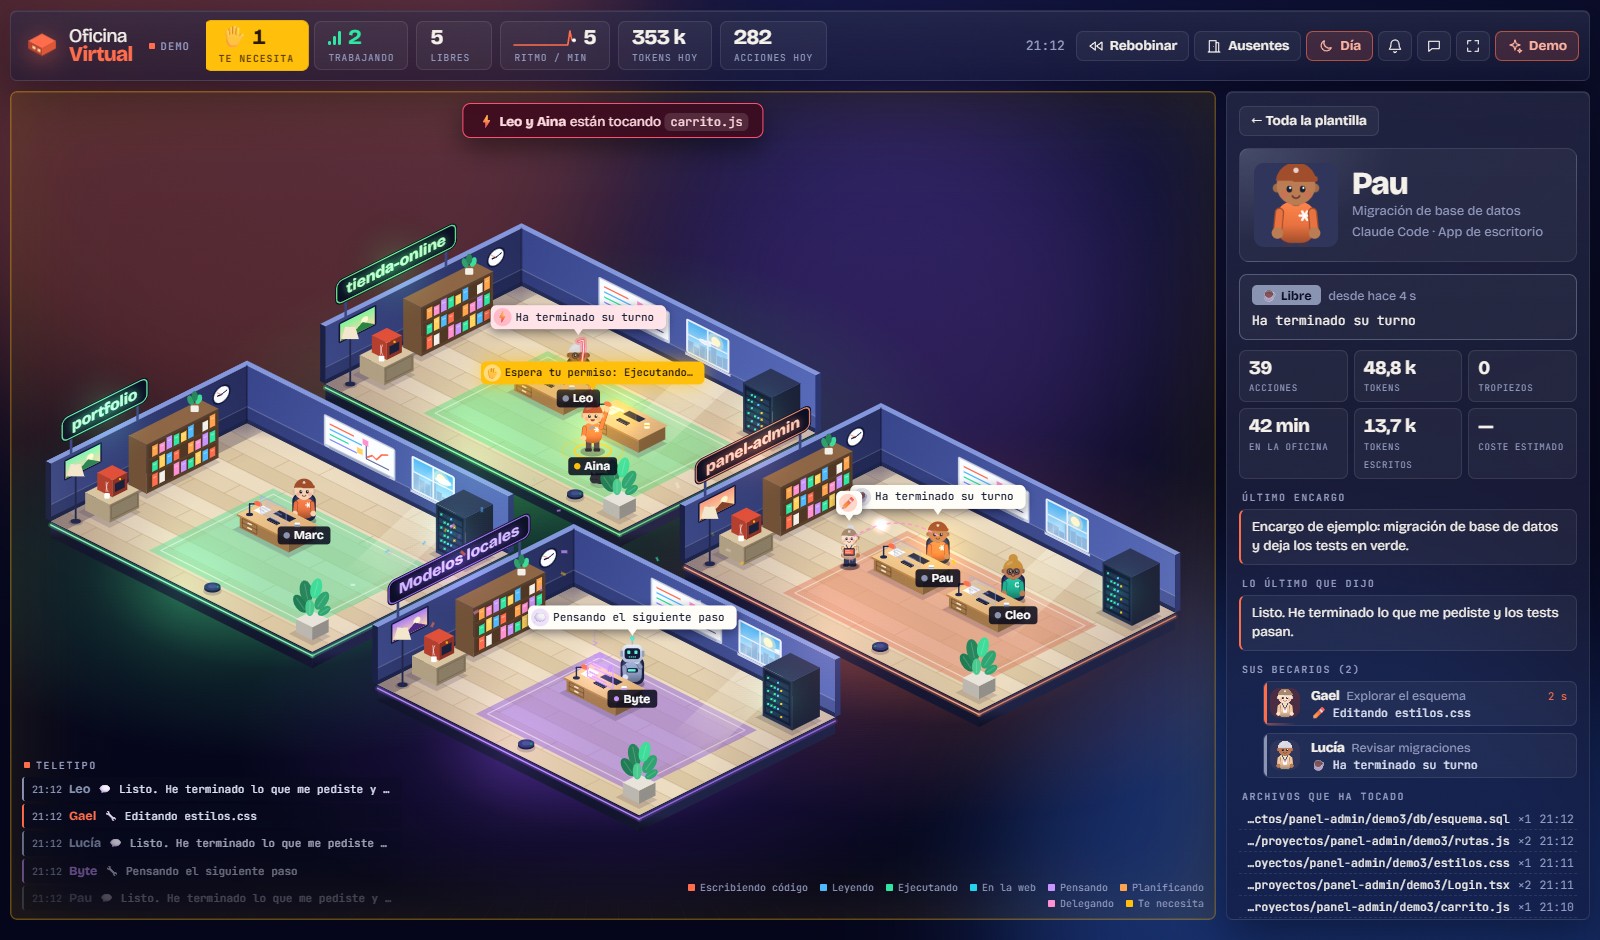 Oficina
Virtual
DEMO
1
TE NECESITA
2
TRABAJANDO
5
LIBRES
5
RITMO / MIN
353 k
TOKENS HOY
282
ACCIONES HOY
21:12
Rebobinar
Ausentes
Día
Demo
Leo y Aina están tocando carrito.js
tienda-online
Ha terminado su turno
Espera tu permiso: Ejecutando…
Leo
Aina
portfolio
Marc
panel-admin
Ha terminado su turno
Pau
Cleo
Modelos locales
Pensando el siguiente paso
Byte
TELETIPO
21:12 Leo Listo. He terminado lo que me pediste y …
21:12 Gael Editando estilos.css
21:12 Lucía Listo. He terminado lo que me pediste …
21:12 Byte Pensando el siguiente paso
21:12 Pau Listo. He terminado lo que me pediste y …
Escribiendo código
Leyendo
Ejecutando
En la web
Pensando
Planificando
Delegando
Te necesita
← Toda la plantilla
Pau
Migración de base de datos
Claude Code · App de escritorio
Libre desde hace 4 s
Ha terminado su turno
39
ACCIONES
48,8 k
TOKENS
0
TROPIEZOS
42 min
EN LA OFICINA
13,7 k
TOKENS
ESCRITOS
—
COSTE ESTIMADO
ÚLTIMO ENCARGO
Encargo de ejemplo: migración de base de datos
y deja los tests en verde.
LO ÚLTIMO QUE DIJO
Listo. He terminado lo que me pediste y los tests
pasan.
SUS BECARIOS (2)
Gael Explorar el esquema 2 s
Editando estilos.css
Lucía Revisar migraciones
Ha terminado su turno
ARCHIVOS QUE HA TOCADO
…ctos/panel-admin/demo3/db/esquema.sql ×1 21:12
…/proyectos/panel-admin/demo3/rutas.js ×2 21:12
…oyectos/panel-admin/demo3/estilos.css ×1 21:11
…proyectos/panel-admin/demo3/Login.tsx ×2 21:11
…royectos/panel-admin/demo3/carrito.js ×1 21:10